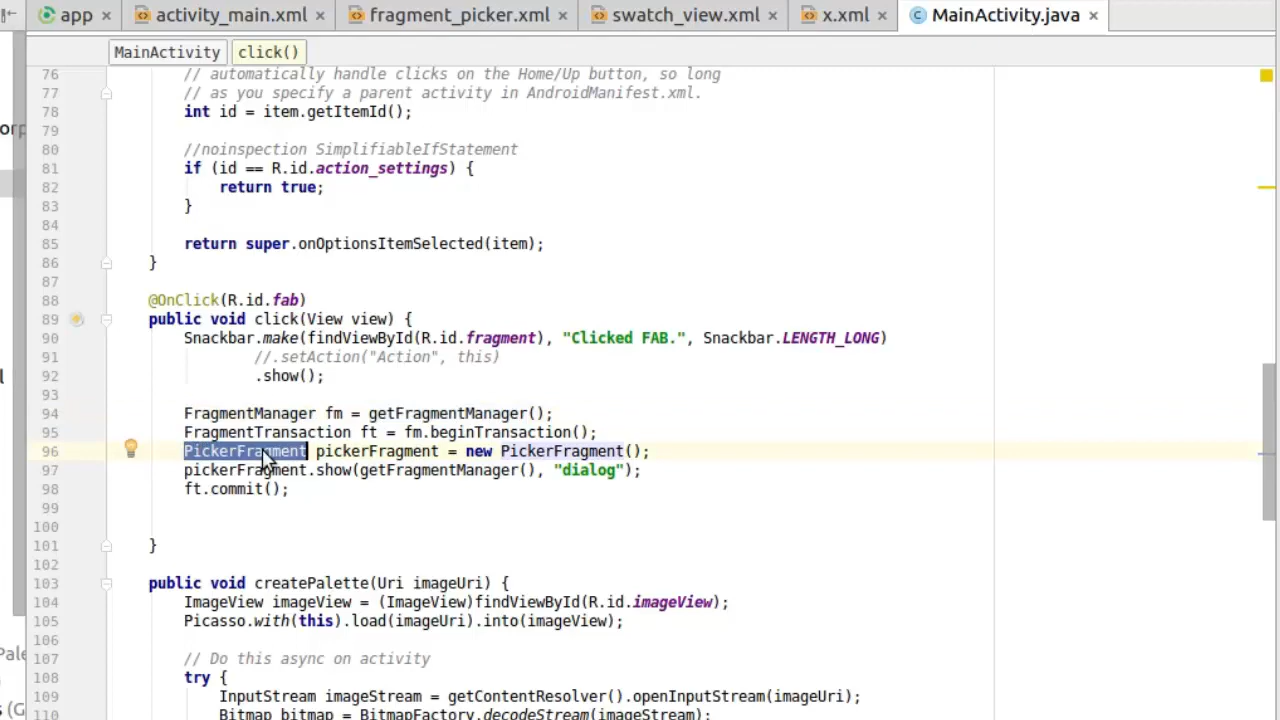 app × activity_main.xml × fragment_picker.xml × swatch_view.xml × x.xml × MainActivity.java ×
MainActivity click()
76 // automatically handle clicks on the Home/Up button, so long
77 // as you specify a parent activity in AndroidManifest.xml.
78 int id = item.getItemId();
79
80 //noinspection SimplifiableIfStatement
81 if (id == R.id.action_settings) {
82 return true;
83 }
84
85 return super.onOptionsItemSelected(item);
86 }
87
88 @OnClick(R.id.fab)
89 public void click(View view) {
90 Snackbar.make(findViewById(R.id.fragment), "Clicked FAB.", Snackbar.LENGTH_LONG)
91 //.setAction("Action", this)
92 .show();
93
94 FragmentManager fm = getFragmentManager();
95 FragmentTransaction ft = fm.beginTransaction();
96 PickerFragment pickerFragment = new PickerFragment();
97 pickerFragment.show(getFragmentManager(), "dialog");
98 ft.commit();
99
100
101 }
102
103 public void createPalette(Uri imageUri) {
104 ImageView imageView = (ImageView)findViewById(R.id.imageView);
105 Picasso.with(this).load(imageUri).into(imageView);
106
107 // Do this async on activity
108 try {
109 InputStream imageStream = getContentResolver().openInputStream(imageUri);
110 Bitmap bitmap = BitmapFactory.decodeStream(imageStream);